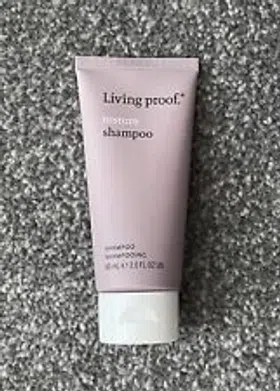 Living proof.®
restore
shampoo
SHAMPOO
SHAMPOOING
60 mL ℮ 2.0 FL OZ US